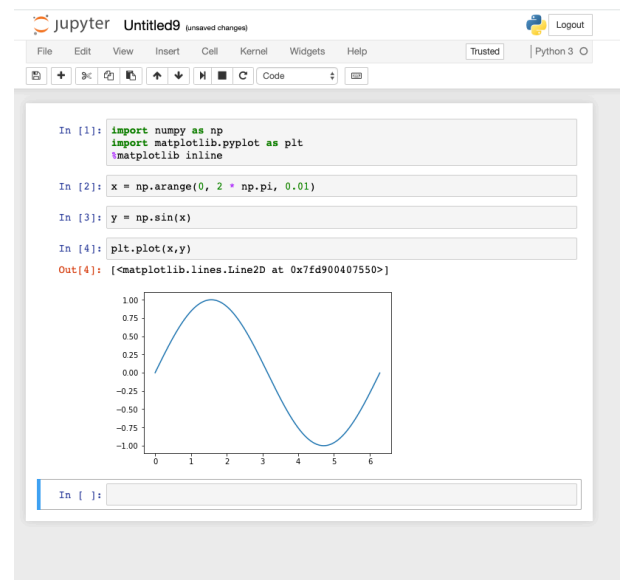 jupyter Untitled9 (unsaved changes) Logout
File Edit View Insert Cell Kernel Widgets Help Trusted Python 3
Code
In [1]: import numpy as np
import matplotlib.pyplot as plt
%matplotlib inline
In [2]: x = np.arange(0, 2 * np.pi, 0.01)
In [3]: y = np.sin(x)
In [4]: plt.plot(x,y)
Out[4]: [<matplotlib.lines.Line2D at 0x7fd900407550>]
1.00
0.75
0.50
0.25
0.00
−0.25
−0.50
−0.75
−1.00
0 1 2 3 4 5 6
In [ ]: